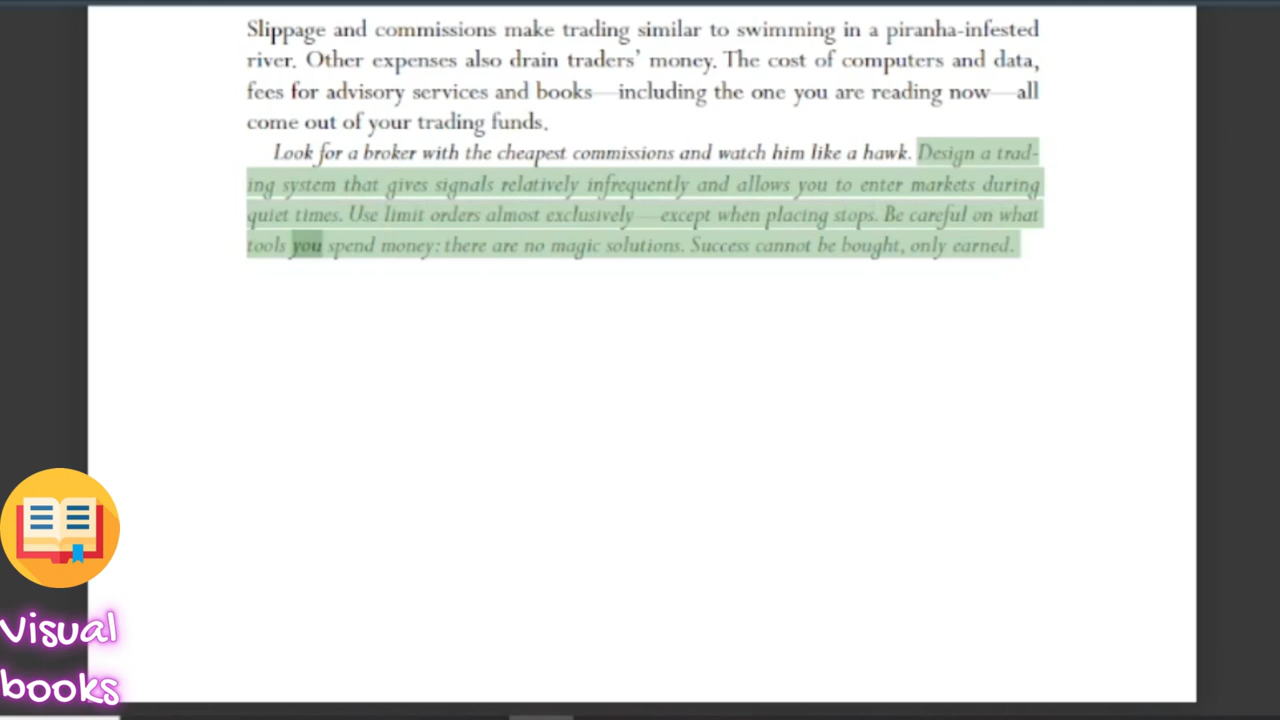 Slippage and commissions make trading similar to swimming in a piranha-infested
river. Other expenses also drain traders' money. The cost of computers and data,
fees for advisory services and books—including the one you are reading now—all
come out of your trading funds.
Look for a broker with the cheapest commissions and watch him like a hawk. Design a trad-
ing system that gives signals relatively infrequently and allows you to enter markets during
quiet times. Use limit orders almost exclusively—except when placing stops. Be careful on what
tools you spend money: there are no magic solutions. Success cannot be bought, only earned.
Visual
books